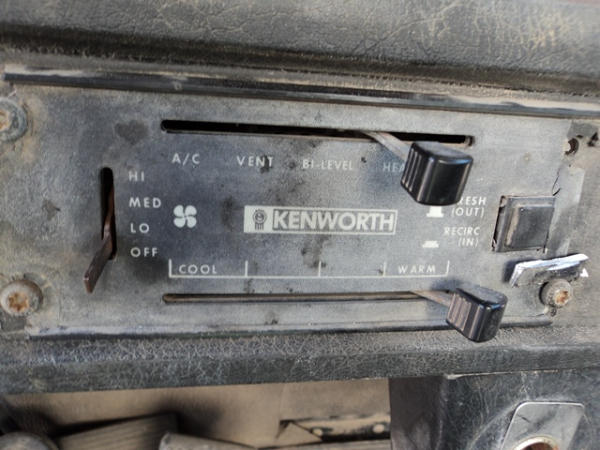 A/C VENT BI-LEVEL
HI
MED
LO
OFF
KENWORTH
(OUT)
RECIRC
(IN)
COOL WARM